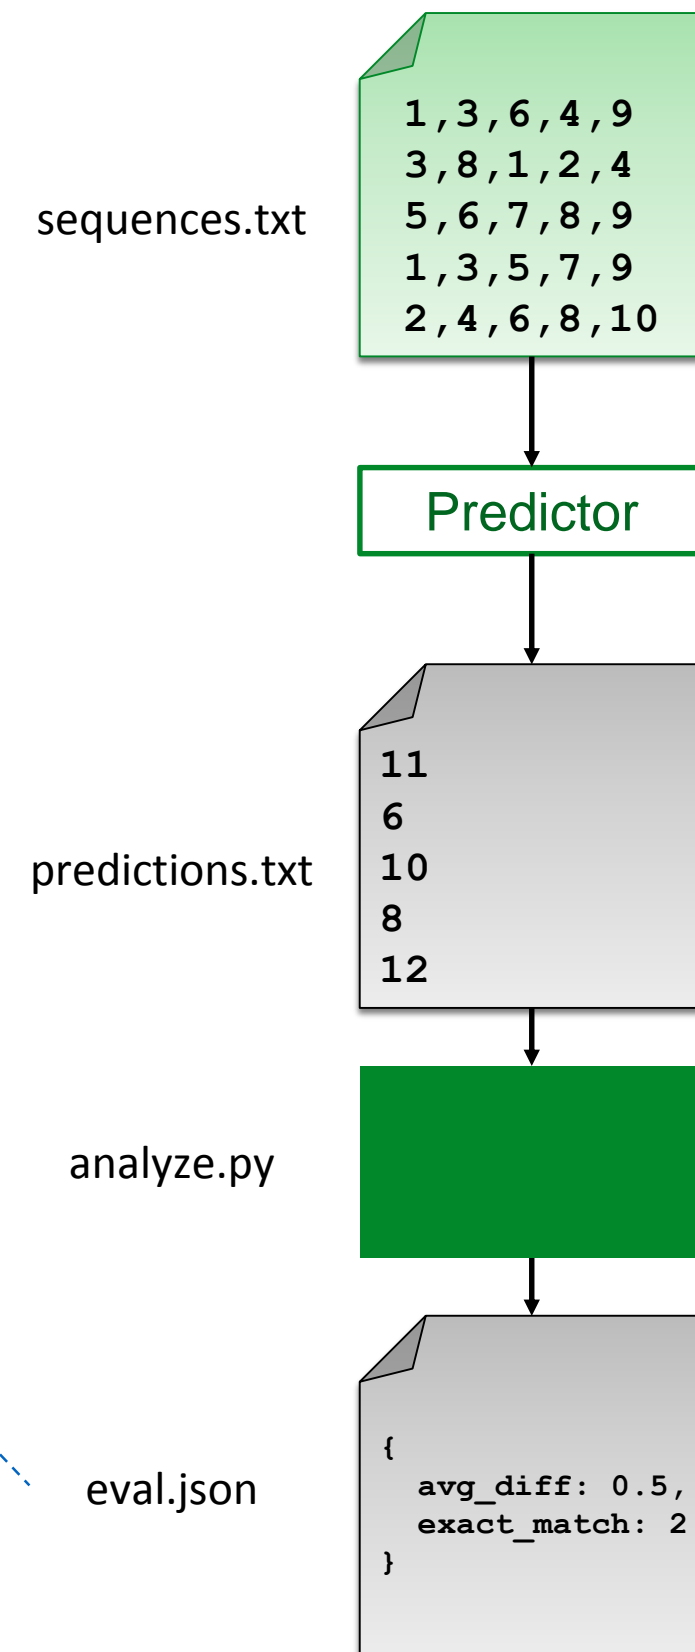 sequences.txt
1,3,6,4,9
3,8,1,2,4
5,6,7,8,9
1,3,5,7,9
2,4,6,8,10
Predictor
predictions.txt
11
6
10
8
12
analyze.py
eval.json
{
avg_diff: 0.5,
exact_match: 2
}